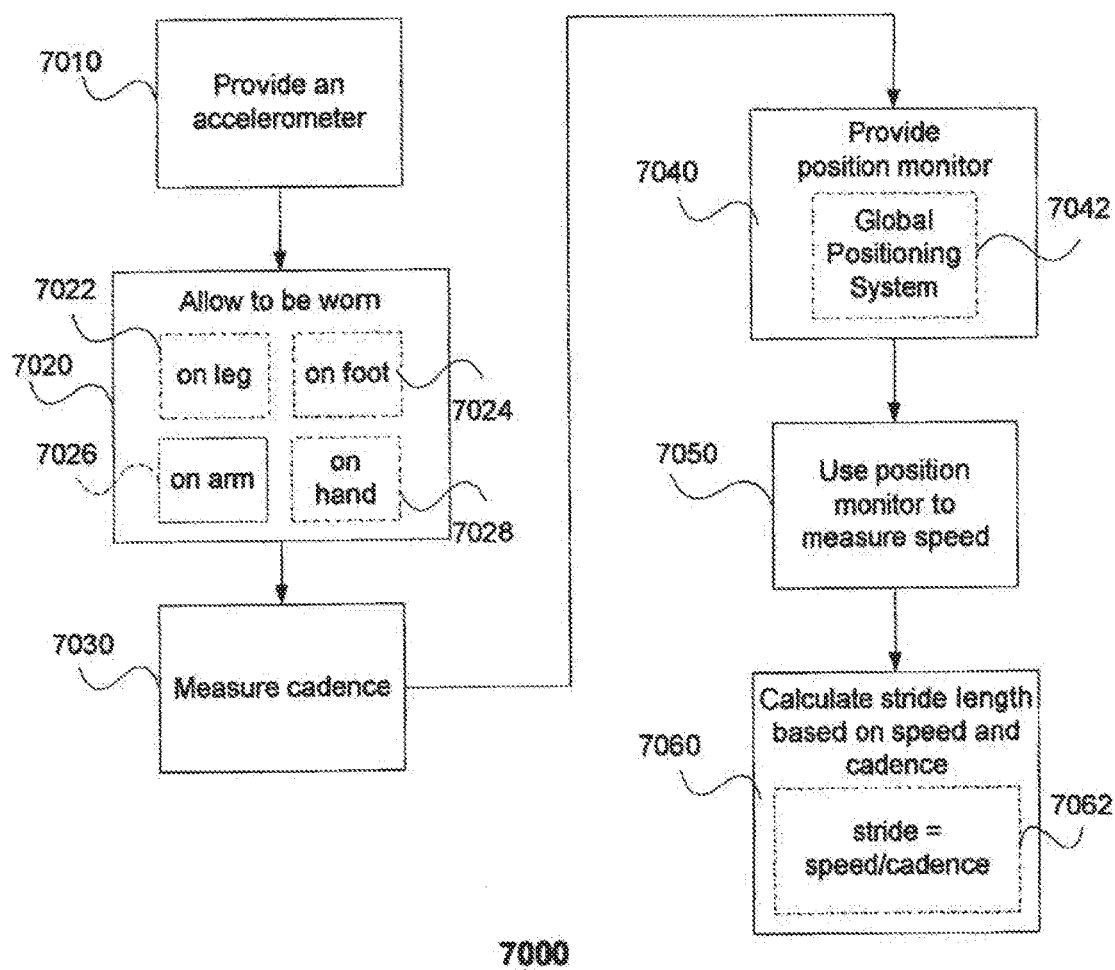 7010
Provide an
accelerometer
7022
Allow to be worn
7020
on leg
on foot
7024
7026
on arm
on
hand
7028
7030
Measure cadence
Provide
position monitor
7040
7042
Global
Positioning
System
7050
Use position
monitor to
measure speed
Calculate stride length
based on speed and
cadence
7060
7062
stride =
speed/cadence
7000